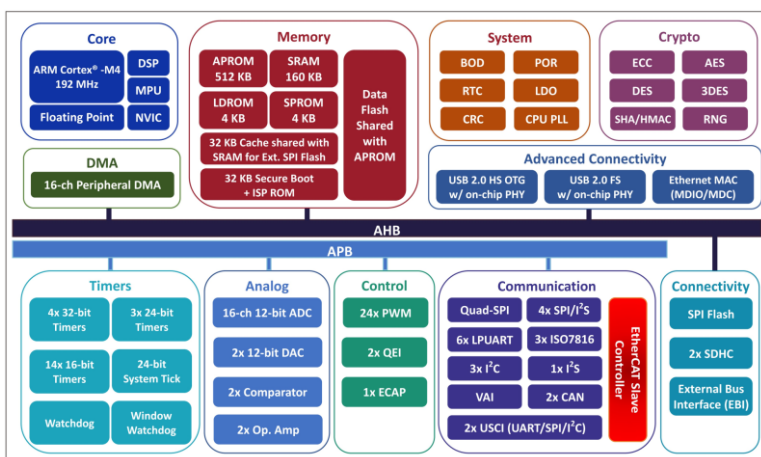 Core
ARM Cortex® -M4
192 MHz
DSP
MPU
Floating Point
NVIC
DMA
16-ch Peripheral DMA
Memory
APROM
512 KB
SRAM
160 KB
LDROM
4 KB
SPROM
4 KB
32 KB Cache shared with
SRAM for Ext. SPI Flash
32 KB Secure Boot
+ ISP ROM
Data
Flash
Shared
with
APROM
System
BOD
POR
RTC
LDO
CRC
CPU PLL
Crypto
ECC
AES
DES
3DES
SHA/HMAC
RNG
Advanced Connectivity
USB 2.0 HS OTG
w/ on-chip PHY
USB 2.0 FS
w/ on-chip PHY
Ethernet MAC
(MDIO/MDC)
AHB
APB
Timers
4x 32-bit
Timers
3x 24-bit
Timers
14x 16-bit
Timers
24-bit
System Tick
Watchdog
Window
Watchdog
Analog
16-ch 12-bit ADC
2x 12-bit DAC
2x Comparator
2x Op. Amp
Control
24x PWM
2x QEI
1x ECAP
Communication
Quad-SPI
4x SPI/I²S
6x LPUART
3x ISO7816
3x I²C
1x I²S
VAI
2x CAN
2x USCI (UART/SPI/I²C)
EtherCAT Slave
Controller
Connectivity
SPI Flash
2x SDHC
External Bus
Interface (EBI)